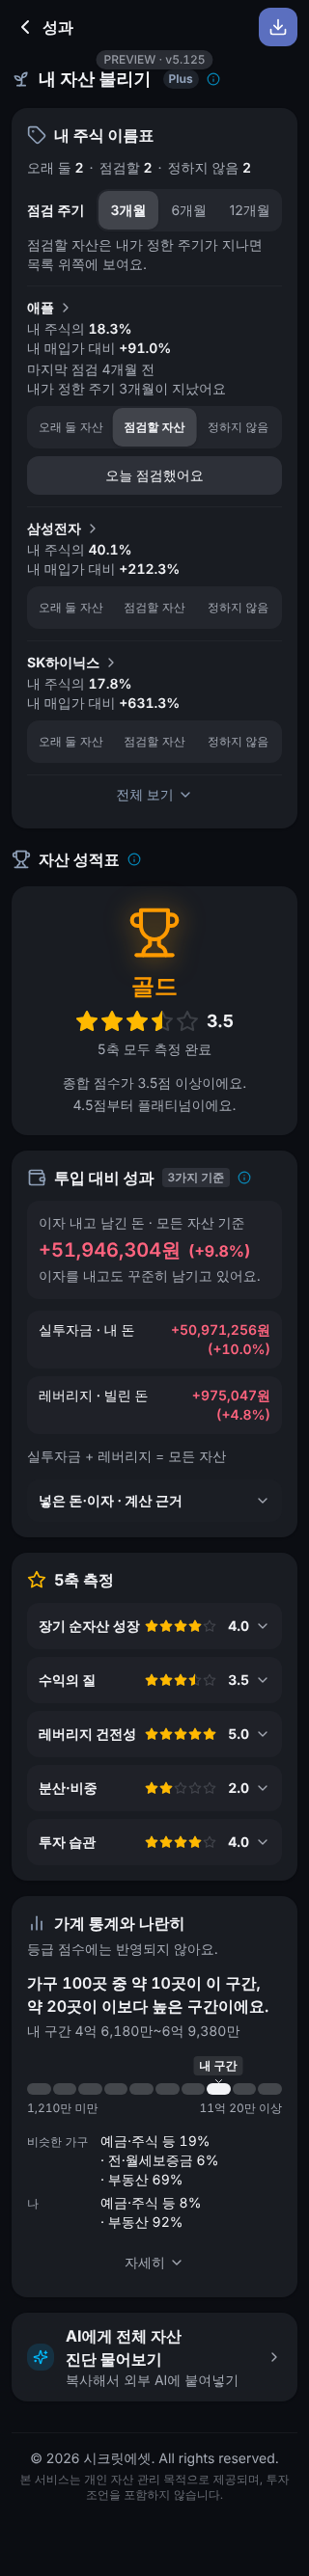 성과
PREVIEW · v5.125
내 자산 불리기 Plus
내 주식 이름표
오래 둘 2 · 점검할 2 · 정하지 않음 2
점검 주기 3개월 6개월 12개월
점검할 자산은 내가 정한 주기가 지나면
목록 위쪽에 보여요.
애플
내 주식의 18.3%
내 매입가 대비 +91.0%
마지막 점검 4개월 전
내가 정한 주기 3개월이 지났어요
오래 둘 자산 점검할 자산 정하지 않음
오늘 점검했어요
삼성전자
내 주식의 40.1%
내 매입가 대비 +212.3%
오래 둘 자산 점검할 자산 정하지 않음
SK하이닉스
내 주식의 17.8%
내 매입가 대비 +631.3%
오래 둘 자산 점검할 자산 정하지 않음
전체 보기
자산 성적표
골드
3.5
5축 모두 측정 완료
종합 점수가 3.5점 이상이에요.
4.5점부터 플래티넘이에요.
투입 대비 성과 3가지 기준
이자 내고 남긴 돈 · 모든 자산 기준
+51,946,304원 (+9.8%)
이자를 내고도 꾸준히 남기고 있어요.
실투자금 · 내 돈 +50,971,256원
(+10.0%)
레버리지 · 빌린 돈 +975,047원
(+4.8%)
실투자금 + 레버리지 = 모든 자산
넣은 돈·이자 · 계산 근거
5축 측정
장기 순자산 성장 4.0
수익의 질 3.5
레버리지 건전성 5.0
분산·비중 2.0
투자 습관 4.0
가계 통계와 나란히
등급 점수에는 반영되지 않아요.
가구 100곳 중 약 10곳이 이 구간,
약 20곳이 이보다 높은 구간이에요.
내 구간 4억 6,180만~6억 9,380만
내 구간
1,210만 미만 11억 20만 이상
비슷한 가구 예금·주식 등 19%
· 전·월세보증금 6%
· 부동산 69%
나 예금·주식 등 8%
· 부동산 92%
자세히
AI에게 전체 자산
진단 물어보기
복사해서 외부 AI에 붙여넣기
© 2026 시크릿에셋. All rights reserved.
본 서비스는 개인 자산 관리 목적으로 제공되며, 투자
조언을 포함하지 않습니다.